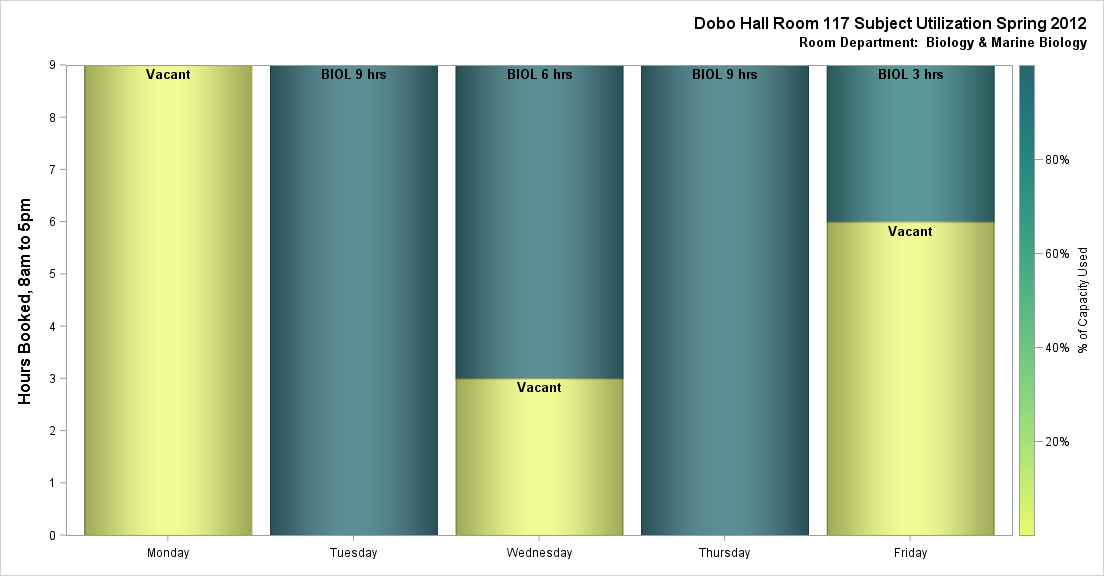 Dobo Hall Room 117 Subject Utilization Spring 2012
Room Department:  Biology & Marine Biology
Hours Booked, 8am to 5pm
9
8
7
6
5
4
3
2
1
0
Vacant
BIOL 9 hrs
BIOL 6 hrs
BIOL 9 hrs
BIOL 3 hrs
Vacant
Vacant
Monday
Tuesday
Wednesday
Thursday
Friday
80%
60%
40%
20%
% of Capacity Used